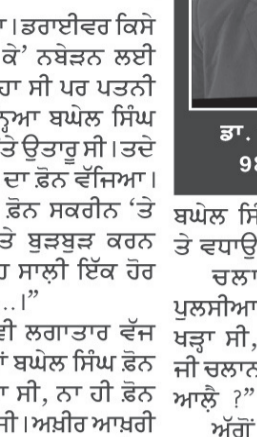 ਾ। ਡਰਾਈਵਰ ਕਿਸੇ
ਕੇ’ ਨਬੇੜਨ ਲਈ
ਹਾ ਸੀ ਪਰ ਪਤਨੀ
ਬਘੇਲ ਸਿੰਘ
ਤੇ ਉਤਾਰੂ ਸੀ। ਤਦੇ
ਦਾ ਫ਼ੋਨ ਵੱਜਿਆ।
ਫ਼ੋਨ ਸਕਰੀਨ ‘ਤੇ
ਤੇ ਬੁੜਬੁੜ ਕਰਨ
ਹ ਸਾਲ਼ੀ ਇੱਕ ਹੋਰ
...।”
ਵੀ ਲਗਾਤਾਰ ਵੱਜ
ਾਂ ਬਘੇਲ ਸਿੰਘ ਫ਼ੋਨ
ਾ ਸੀ, ਨਾ ਹੀ ਫ਼ੋਨ
ਸੀ। ਅਖ਼ੀਰ ਆਖ਼ਰੀ
ਡਾ.
98
ਬਘੇਲ ਸਿੰ
ਤੇ ਵਧਾਉ
ਚਲਾ
ਪੁਲਸੀਆ
ਖੜ੍ਹਾ ਸੀ,
ਜੀ ਚਲਾਨ
ਆਲ਼ੈ ?”
ਅੱਗੋਂ